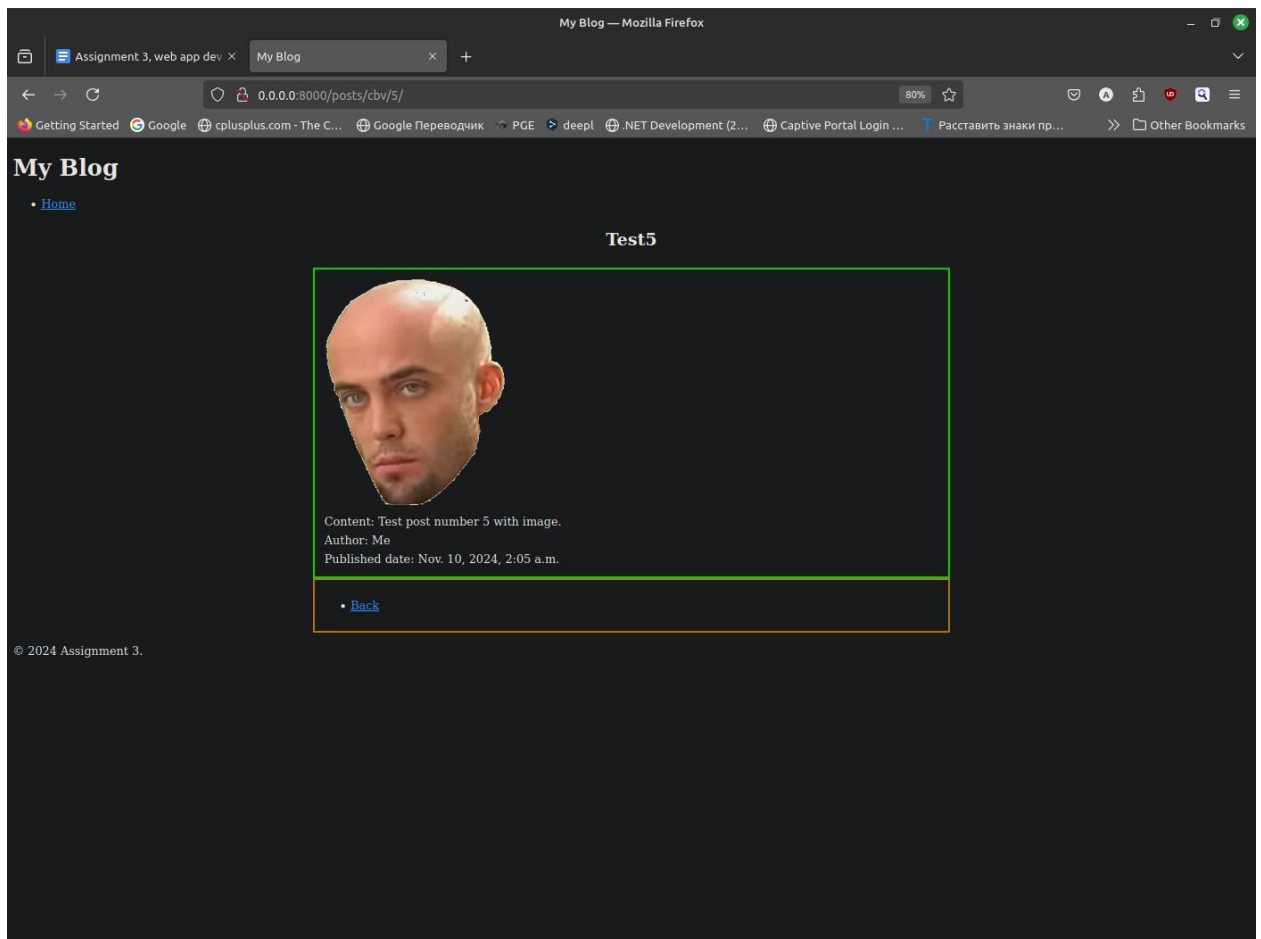 My Blog — Mozilla Firefox
Assignment 3, web app dev
My Blog
0.0.0.0:8000/posts/cbv/5/
80%
Getting Started Google cplusplus.com - The C... Google Переводчик PGE deepl .NET Development (2... Captive Portal Login ... Расставить знаки пр... Other Bookmarks
My Blog
• Home
Test5
Content: Test post number 5 with image.
Author: Me
Published date: Nov. 10, 2024, 2:05 a.m.
• Back
© 2024 Assignment 3.